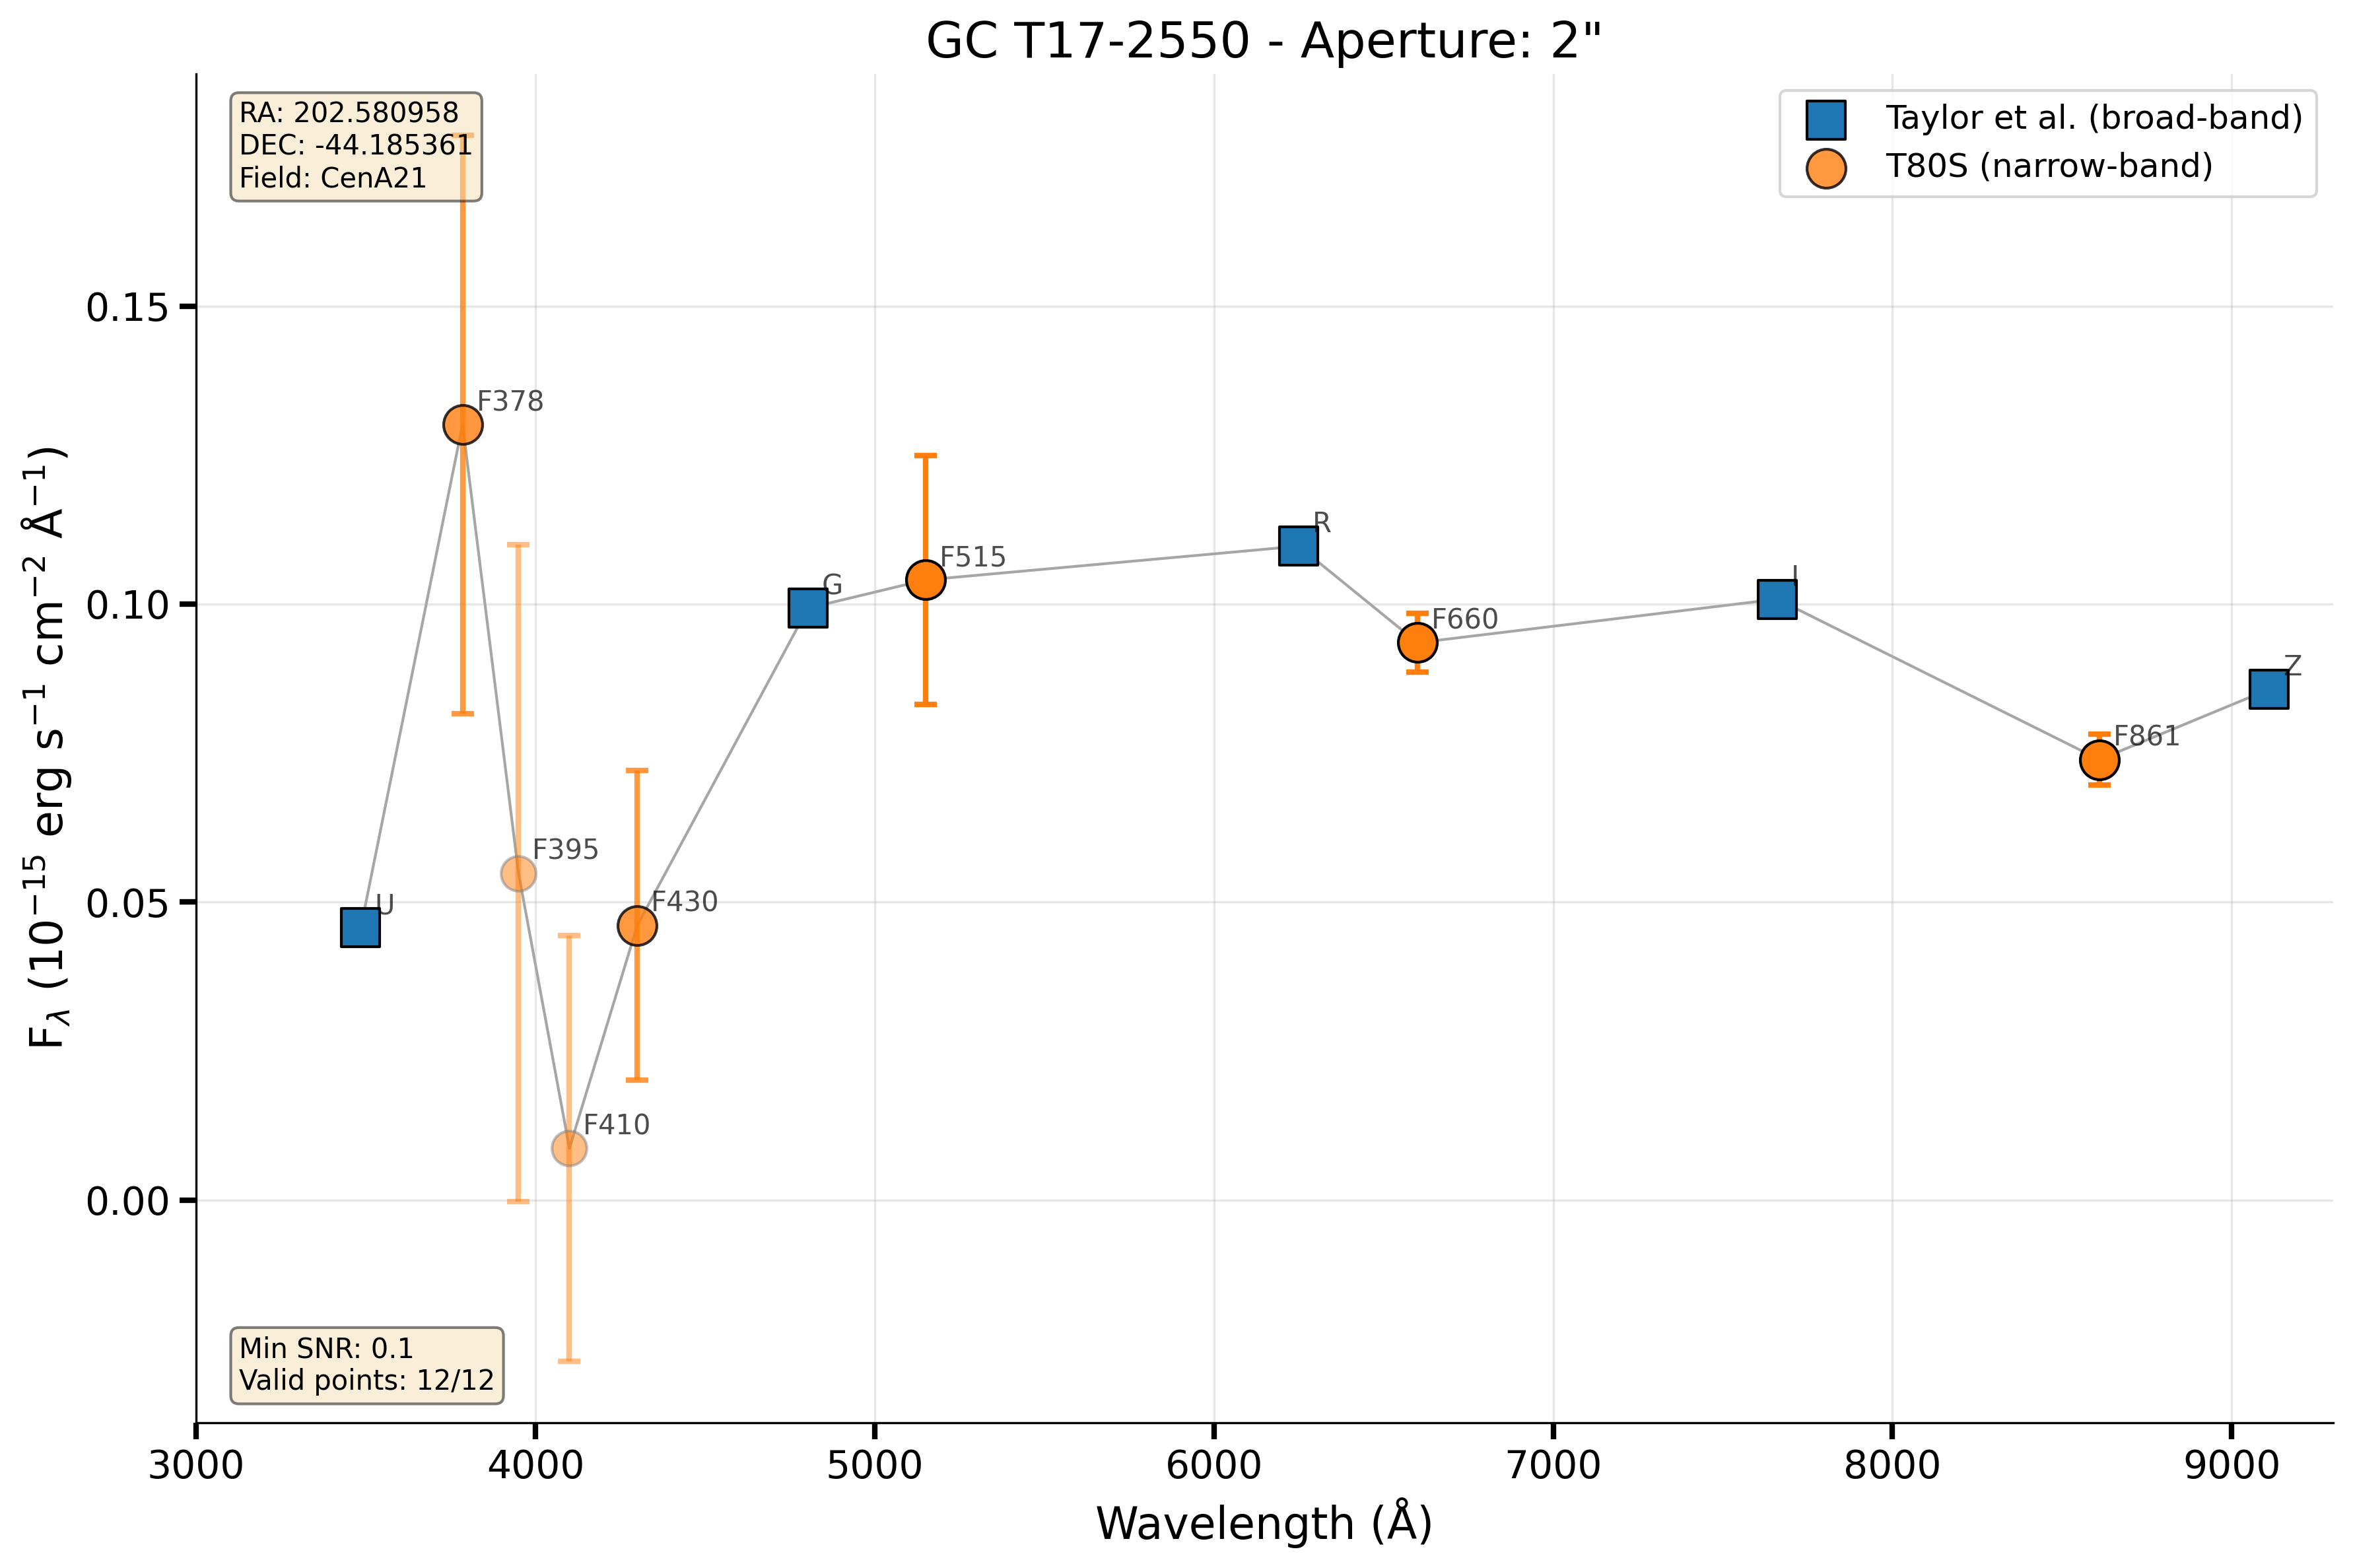 GC T17-2550 - Aperture: 2"
RA: 202.580958
DEC: -44.185361
Field: CenA21
Taylor et al. (broad-band)
T80S (narrow-band)
F378
F395
F410
F430
F515
F660
F861
U
G
R
I
Z
0.15
0.10
0.05
0.00
F$_{λ}$ (10$^{-15}$ erg s$^{-1}$ cm$^{-2}$ Å$^{-1}$)
Min SNR: 0.1
Valid points: 12/12
3000 4000 5000 6000 7000 8000 9000
Wavelength (Å)